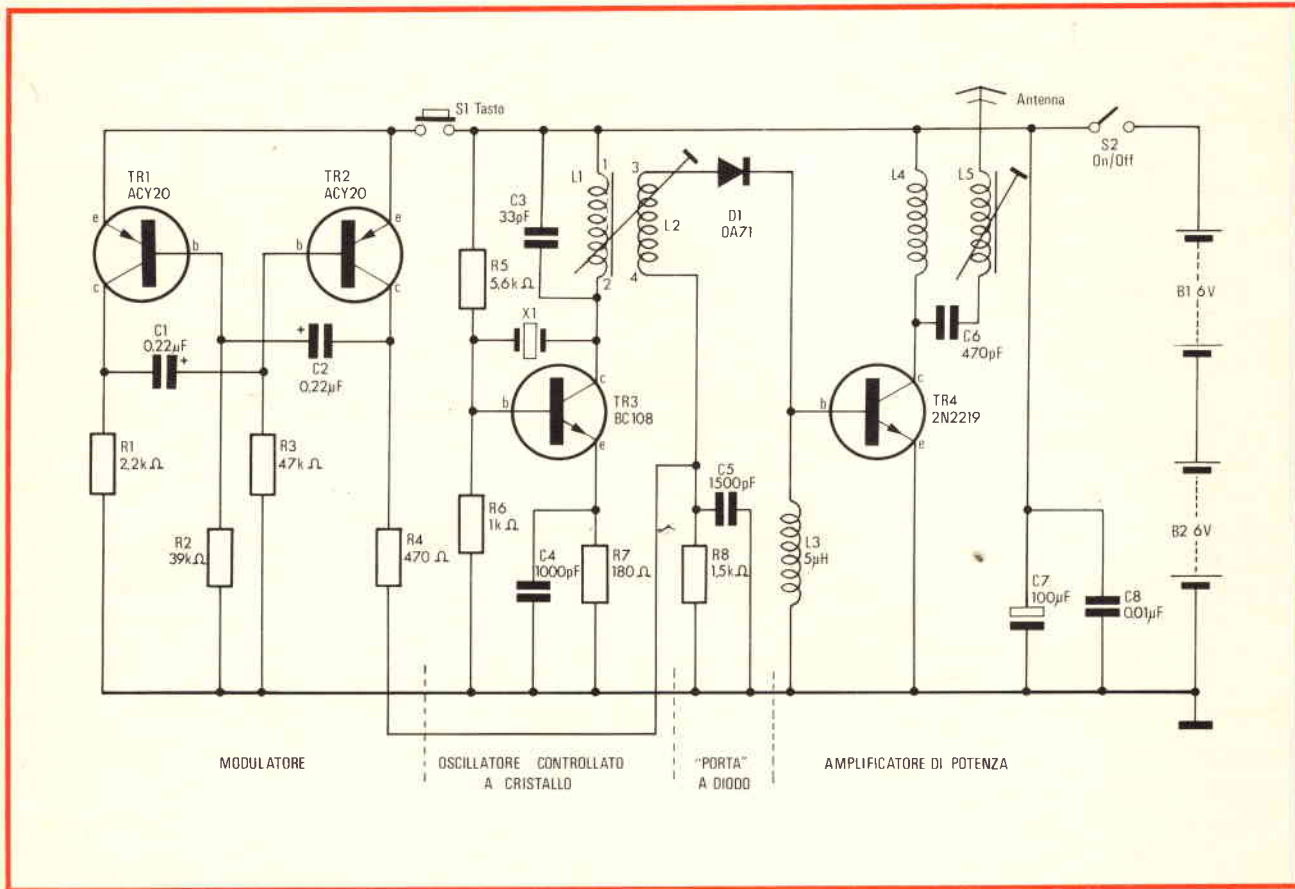 S1 Tasto
Antenna
S2
On/Off
TR1
ACY20
TR2
ACY20
e
b
c
e
b
c
C1
0,22µF
+
+
C2
0,22µF
R1
2,2kΩ
R2
39kΩ
R3
47kΩ
R4
470 Ω
R5
5,6kΩ
R6
1kΩ
C3
33pF
L1
1
2
3
4
L2
X1
b
c
e
TR3
BC108
C4
1000pF
R7
180 Ω
D1
OA71
C5
1500pF
R8
1,5kΩ
L3
5µH
L4
L5
C6
470pF
b
c
e
TR4
2N2219
C7
100µF
C8
0,01µF
B1 6V
B2 6V
MODULATORE
OSCILLATORE CONTROLLATO
A CRISTALLO
"PORTA"
A DIODO
AMPLIFICATORE DI POTENZA